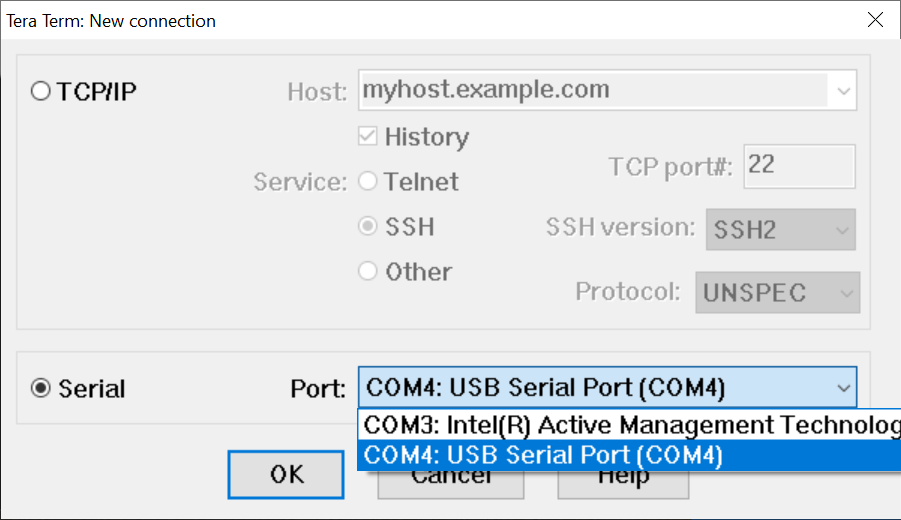 Tera Term: New connection
TCP/IP
Host: myhost.example.com
History
Service: Telnet
TCP port#: 22
SSH
SSH version: SSH2
Other
Protocol: UNSPEC
Serial
Port: COM4: USB Serial Port (COM4)
COM3: Intel(R) Active Management Technolog
COM4: USB Serial Port (COM4)
OK
Cancel
Help